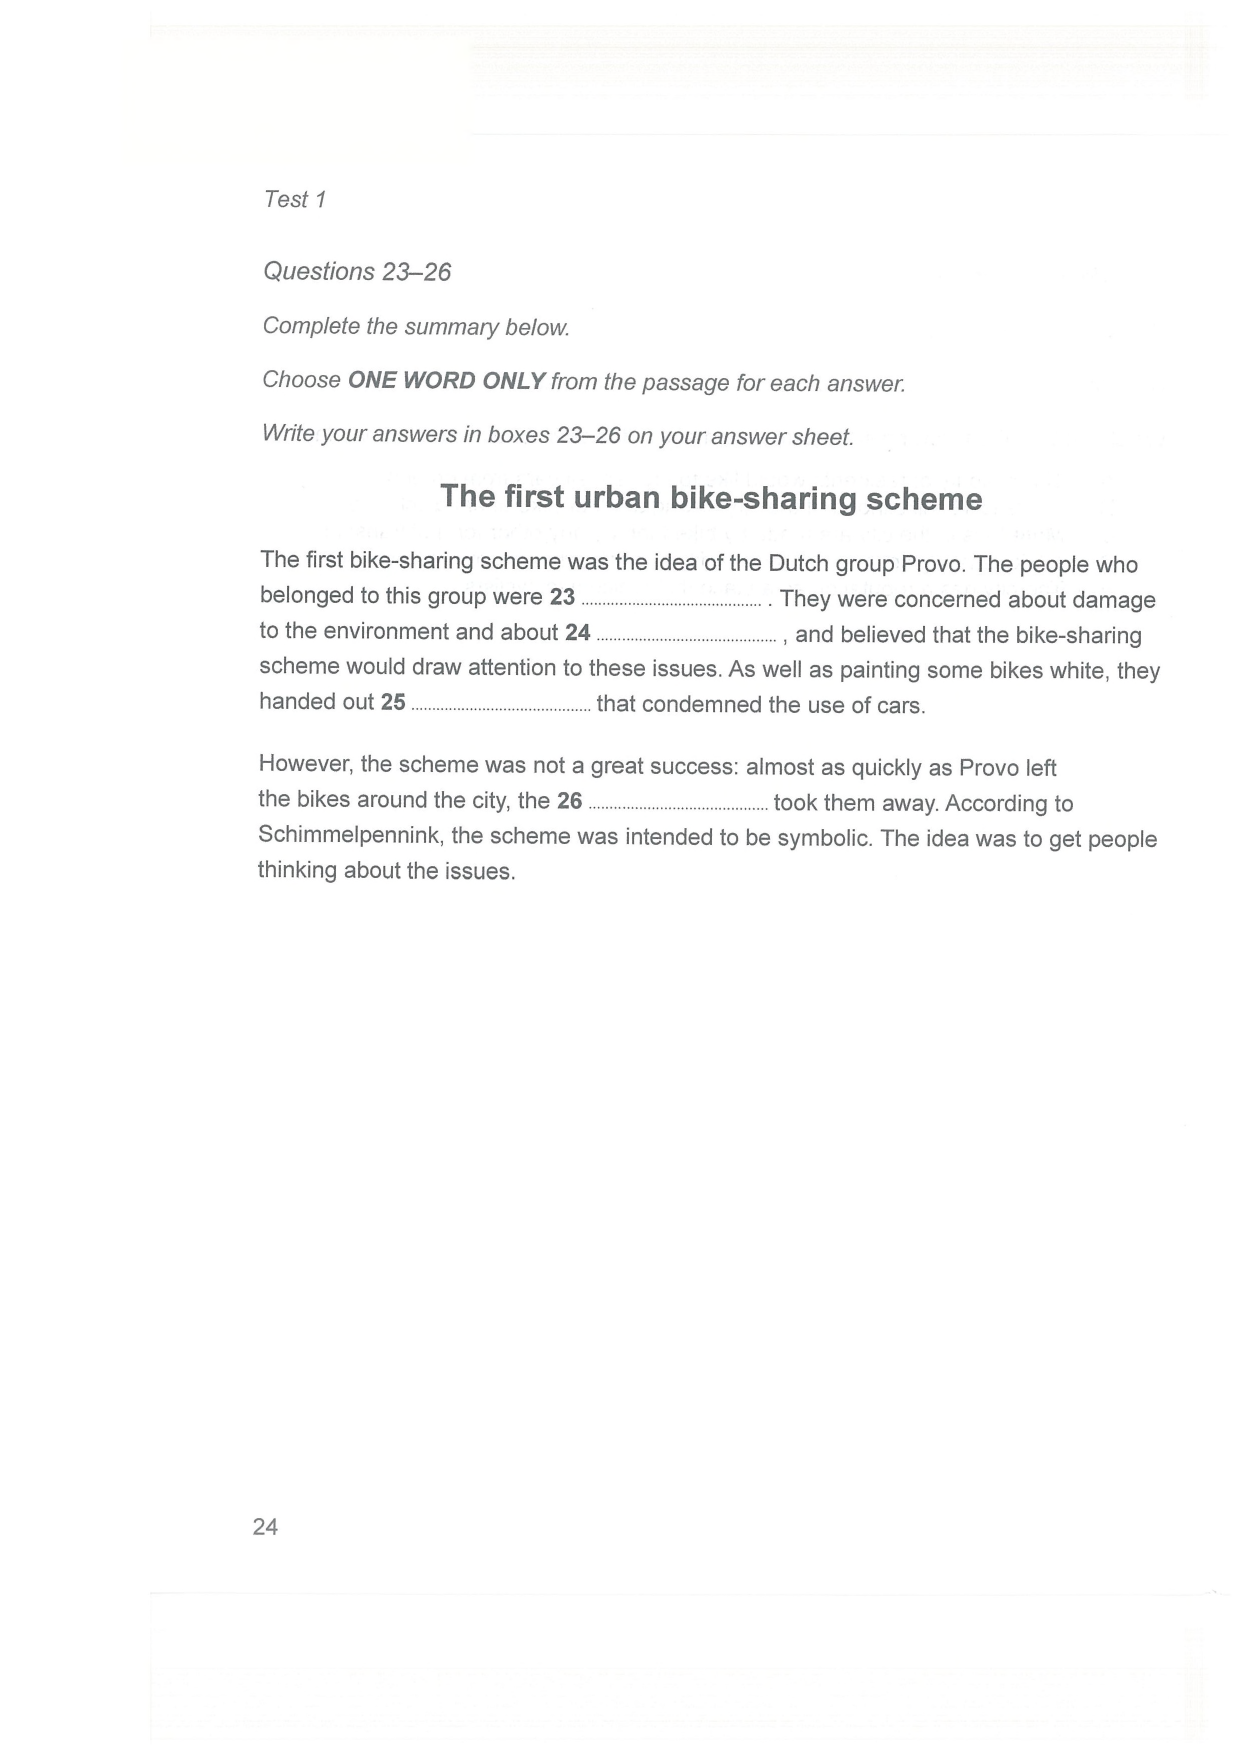 Test 1
Questions 23–26
Complete the summary below.
Choose ONE WORD ONLY from the passage for each answer.
Write your answers in boxes 23–26 on your answer sheet.
The first urban bike-sharing scheme
The first bike-sharing scheme was the idea of the Dutch group Provo. The people who
belonged to this group were 23 .......................................... . They were concerned about damage
to the environment and about 24 .......................................... , and believed that the bike-sharing
scheme would draw attention to these issues. As well as painting some bikes white, they
handed out 25 .......................................... that condemned the use of cars.
However, the scheme was not a great success: almost as quickly as Provo left
the bikes around the city, the 26 .......................................... took them away. According to
Schimmelpennink, the scheme was intended to be symbolic. The idea was to get people
thinking about the issues.
24